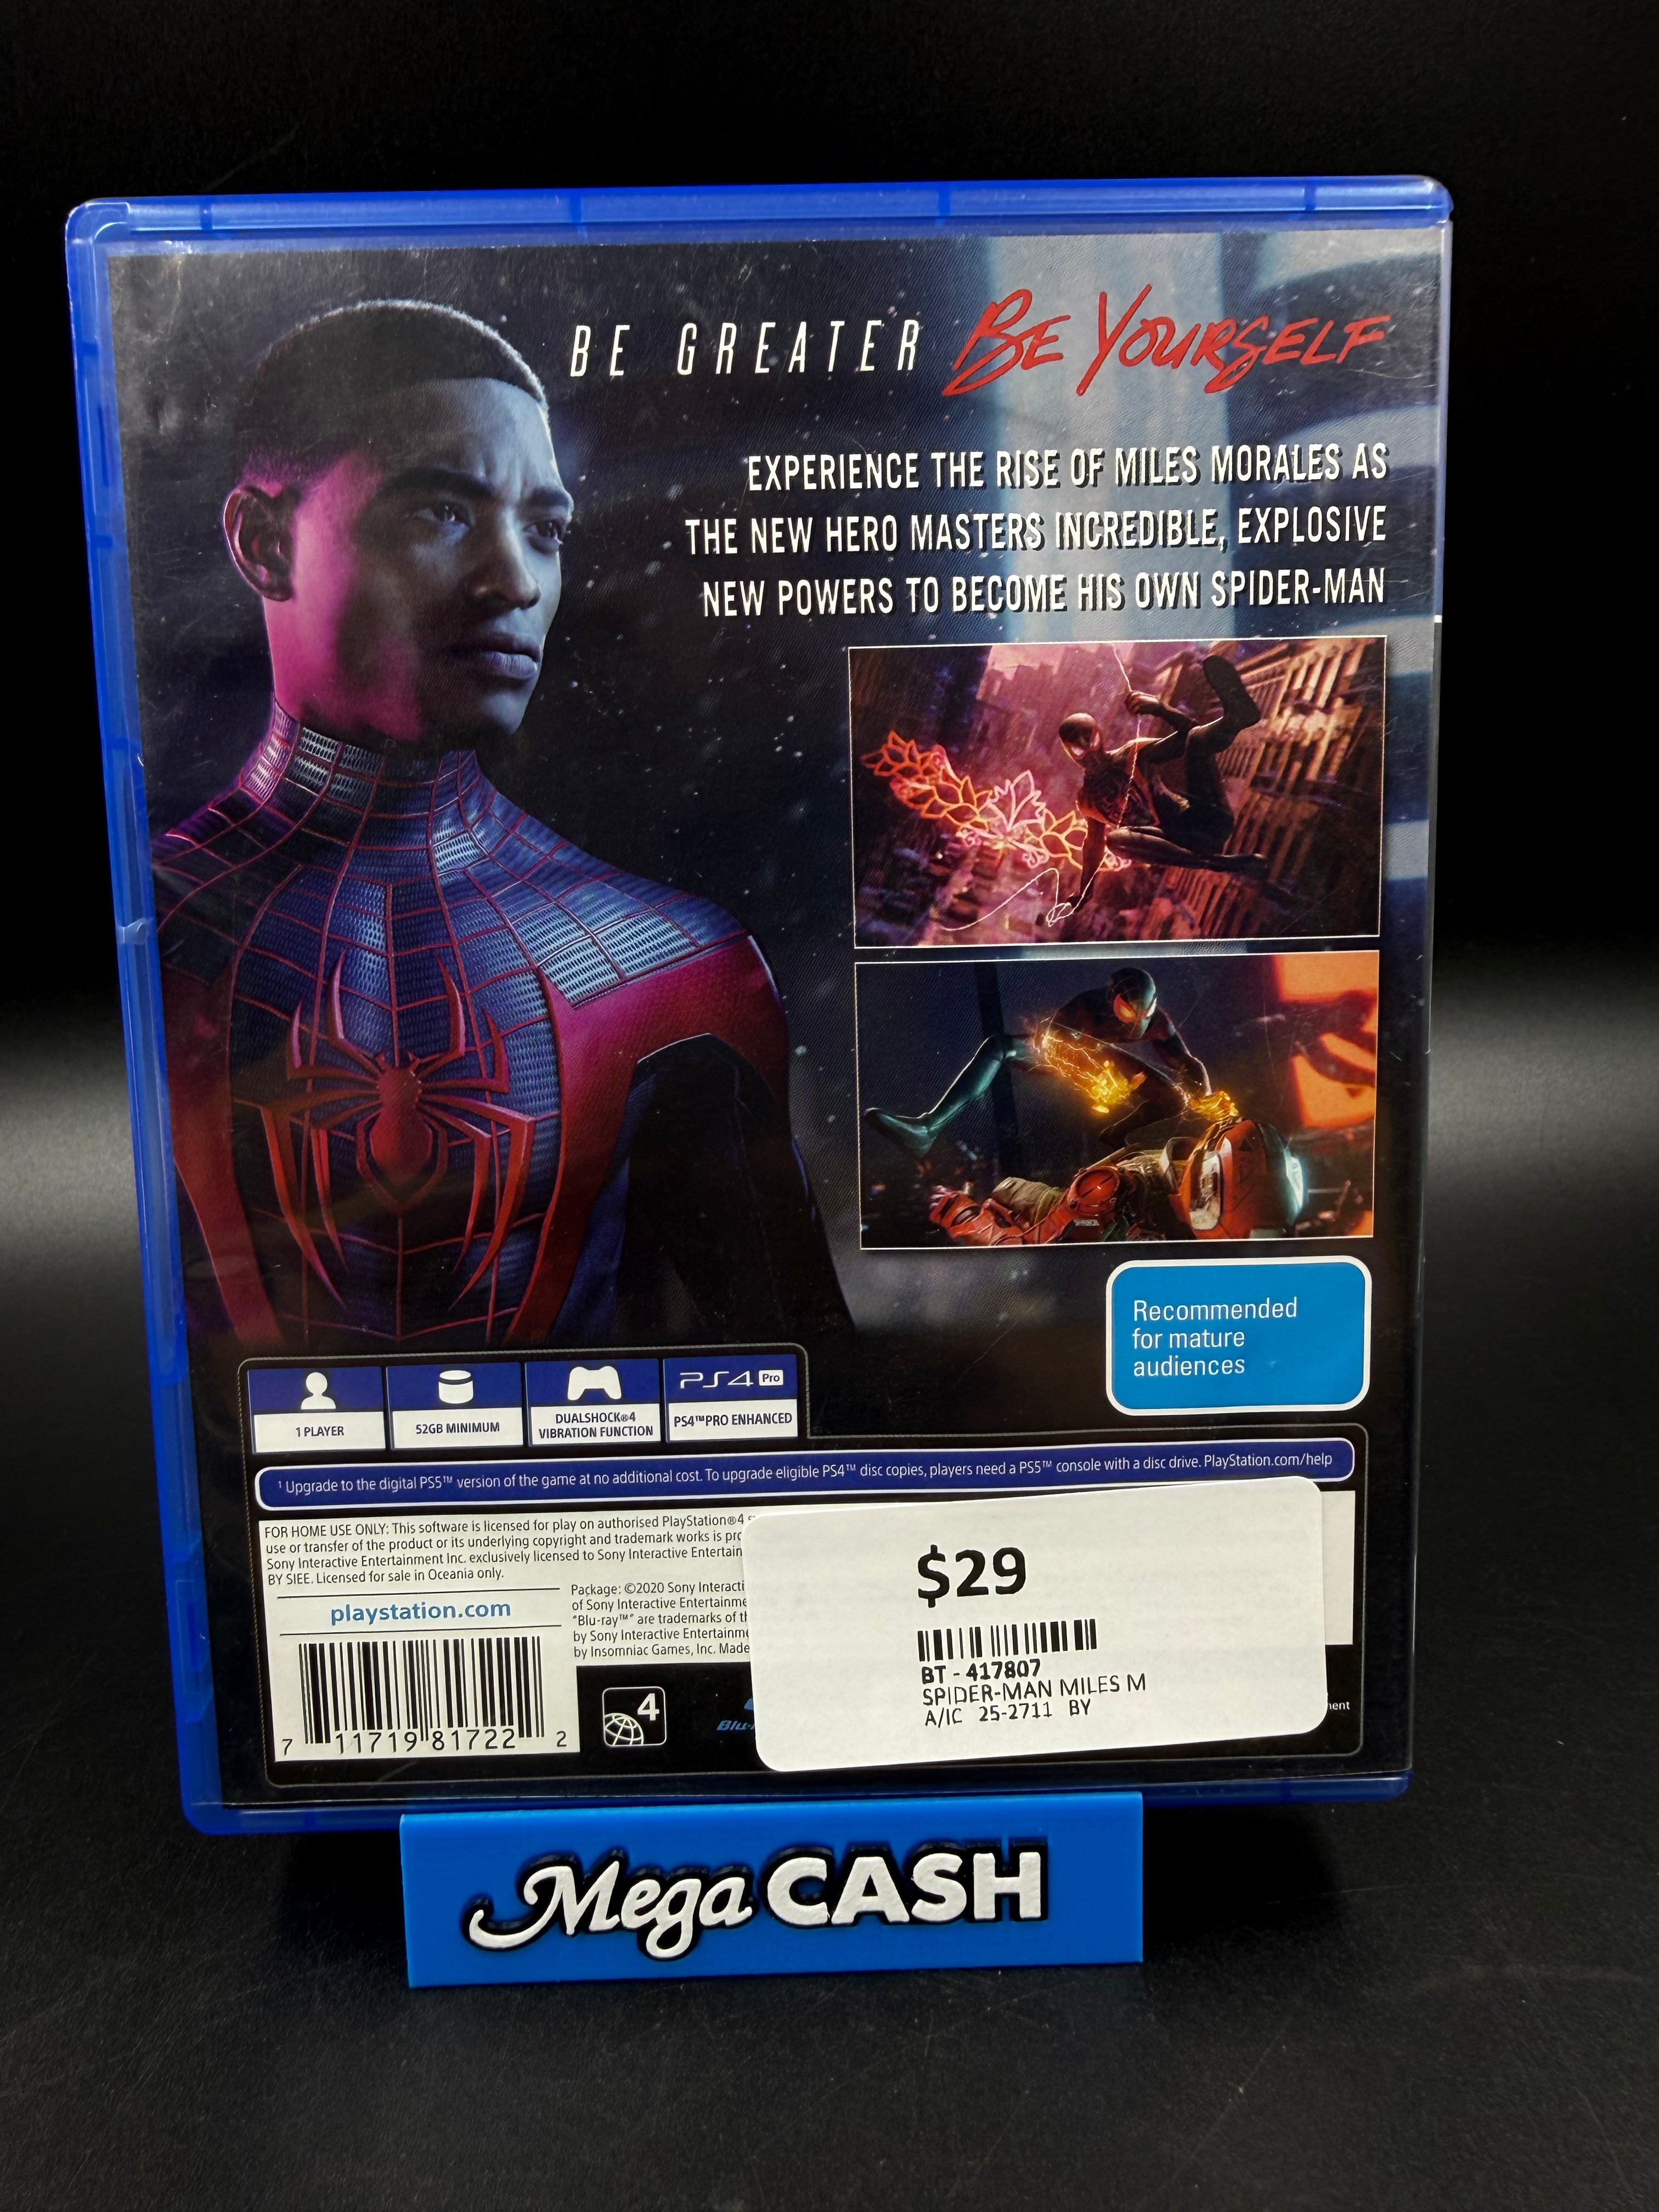 BE GREATER BE YOURSELF
EXPERIENCE THE RISE OF MILES MORALES AS
THE NEW HERO MASTERS INCREDIBLE, EXPLOSIVE
NEW POWERS TO BECOME HIS OWN SPIDER-MAN
Recommended
for mature
audiences
PS4 Pro
1 PLAYER
52GB MINIMUM
DUALSHOCK®4
VIBRATION FUNCTION
PS4™PRO ENHANCED
¹ Upgrade to the digital PS5™ version of the game at no additional cost. To upgrade eligible PS4™ disc copies, players need a PS5™ console with a disc drive. PlayStation.com/help
FOR HOME USE ONLY: This software is licensed for play on authorised PlayStation®4
use or transfer of the product or its underlying copyright and trademark works is
Sony Interactive Entertainment Inc. exclusively licensed to Sony Interactive
BY SIEE. Licensed for sale in Oceania only.
playstation.com
Package: ©2020 Sony
of Sony Interactive
"Blu-ray™" are trademarks of
by Sony Interactive
by Insomniac Games, Inc. Made
7 11719 81722 2
4
$29
BT - 417807
SPIDER-MAN MILES M
A/IC 25-2711 BY
Mega CASH